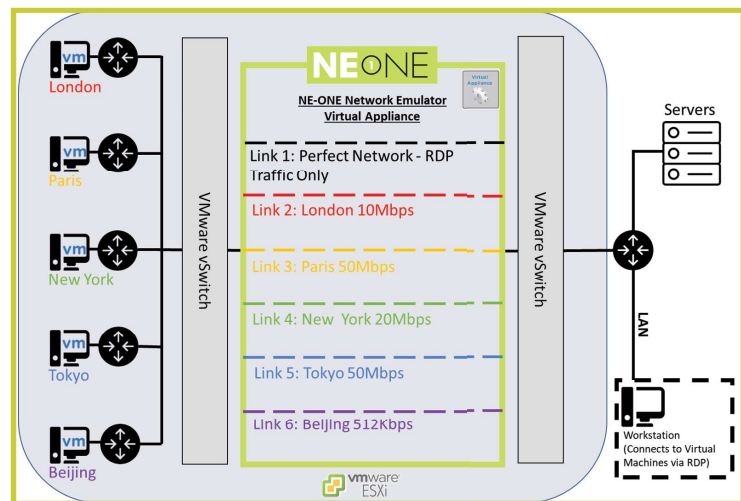 NE1ONE
Virtual
Appliance
NE-ONE Network Emulator
Virtual Appliance
vm
London
vm
Paris
vm
New York
vm
Tokyo
vm
Beijing
VMware vSwitch
Link 1: Perfect Network - RDP
Traffic Only
Link 2: London 10Mbps
Link 3: Paris 50Mbps
Link 4: New York 20Mbps
Link 5: Tokyo 50Mbps
Link 6: Beijing 512Kbps
VMware vSwitch
Servers
LAN
Workstation
(Connects to Virtual
Machines via RDP)
vmware®
ESXi